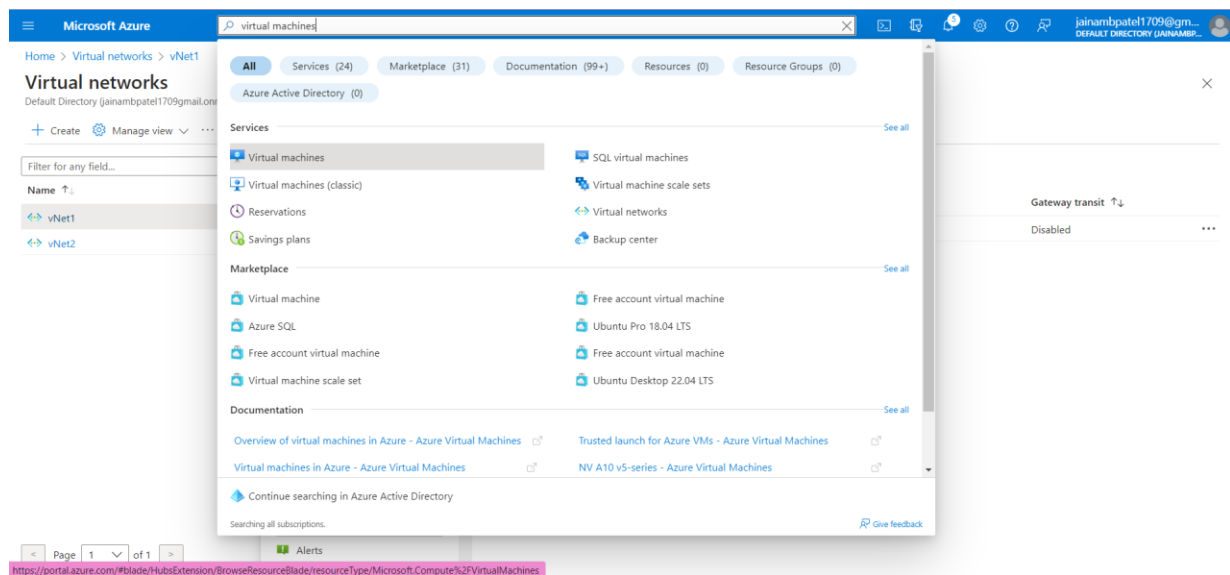 Microsoft Azure
virtual machines
5
jainambpatel1709@gm...
DEFAULT DIRECTORY (JAINAMBP...
Home > Virtual networks > vNet1
Virtual networks
Default Directory (jainambpatel1709gmail.onr
+ Create
Manage view
...
Filter for any field...
Name ↑↓
vNet1
vNet2
< Page 1 of 1 >
All
Services (24)
Marketplace (31)
Documentation (99+)
Resources (0)
Resource Groups (0)
Azure Active Directory (0)
Services
See all
Virtual machines
SQL virtual machines
Virtual machines (classic)
Virtual machine scale sets
Reservations
Virtual networks
Savings plans
Backup center
Marketplace
See all
Virtual machine
Free account virtual machine
Azure SQL
Ubuntu Pro 18.04 LTS
Free account virtual machine
Free account virtual machine
Virtual machine scale set
Ubuntu Desktop 22.04 LTS
Documentation
See all
Overview of virtual machines in Azure - Azure Virtual Machines
Trusted launch for Azure VMs - Azure Virtual Machines
Virtual machines in Azure - Azure Virtual Machines
NV A10 v5-series - Azure Virtual Machines
Continue searching in Azure Active Directory
Searching all subscriptions.
Give feedback
Alerts
Gateway transit ↑↓
Disabled
...
https://portal.azure.com/#blade/HubsExtension/BrowseResourceBlade/resourceType/Microsoft.Compute%2FVirtualMachines